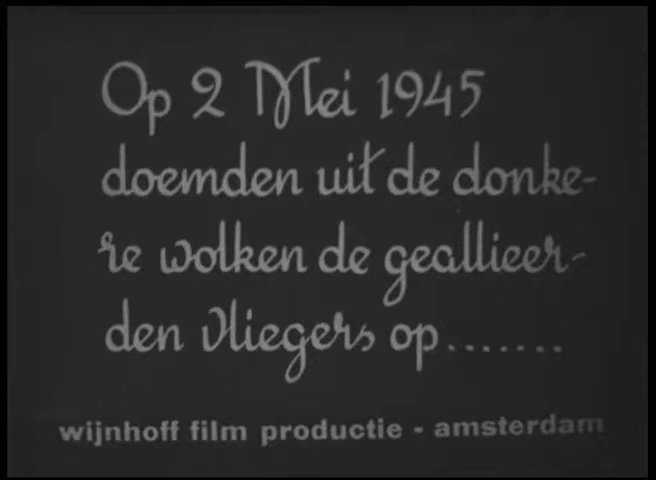 Op 2 Mei 1945
doemden uit de donke-
re wolken de geallieer-
den vliegers op.......
wijnhoff film productie - amsterdam